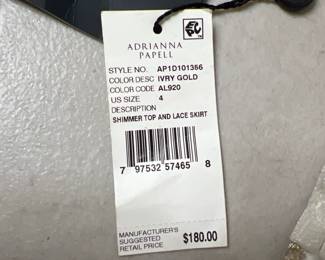 ADRIANNA
PAPELL
STYLE NO. AP1D101356
COLOR DESC IVRY GOLD
COLOR CODE AL920
US SIZE 4
DESCRIPTION
SHIMMER TOP AND LACE SKIRT
7 97532 57465 8
MANUFACTURER'S
SUGGESTED
RETAIL PRICE $180.00